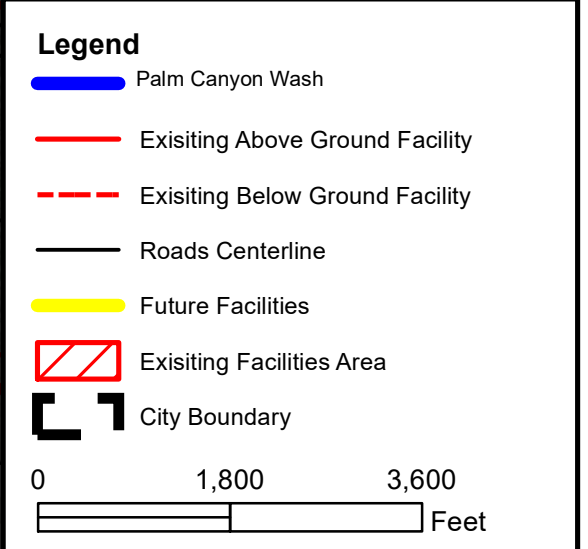 Legend
Palm Canyon Wash
Exisiting Above Ground Facility
Exisiting Below Ground Facility
Roads Centerline
Future Facilities
Exisiting Facilities Area
City Boundary
0 1,800 3,600
Feet